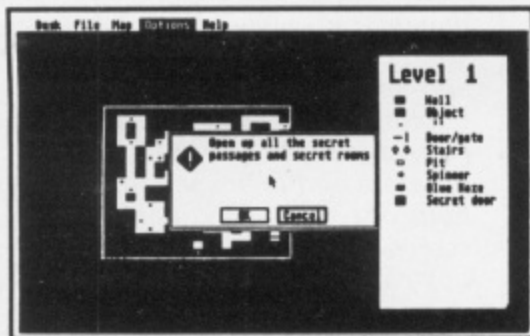 Desk File Map Options Help
Level 1
Wall
Object
Door/gate
Stairs
Pit
Spinner
Blue Haze
Secret door
Open up all the secret
passages and secret rooms
OK Cancel